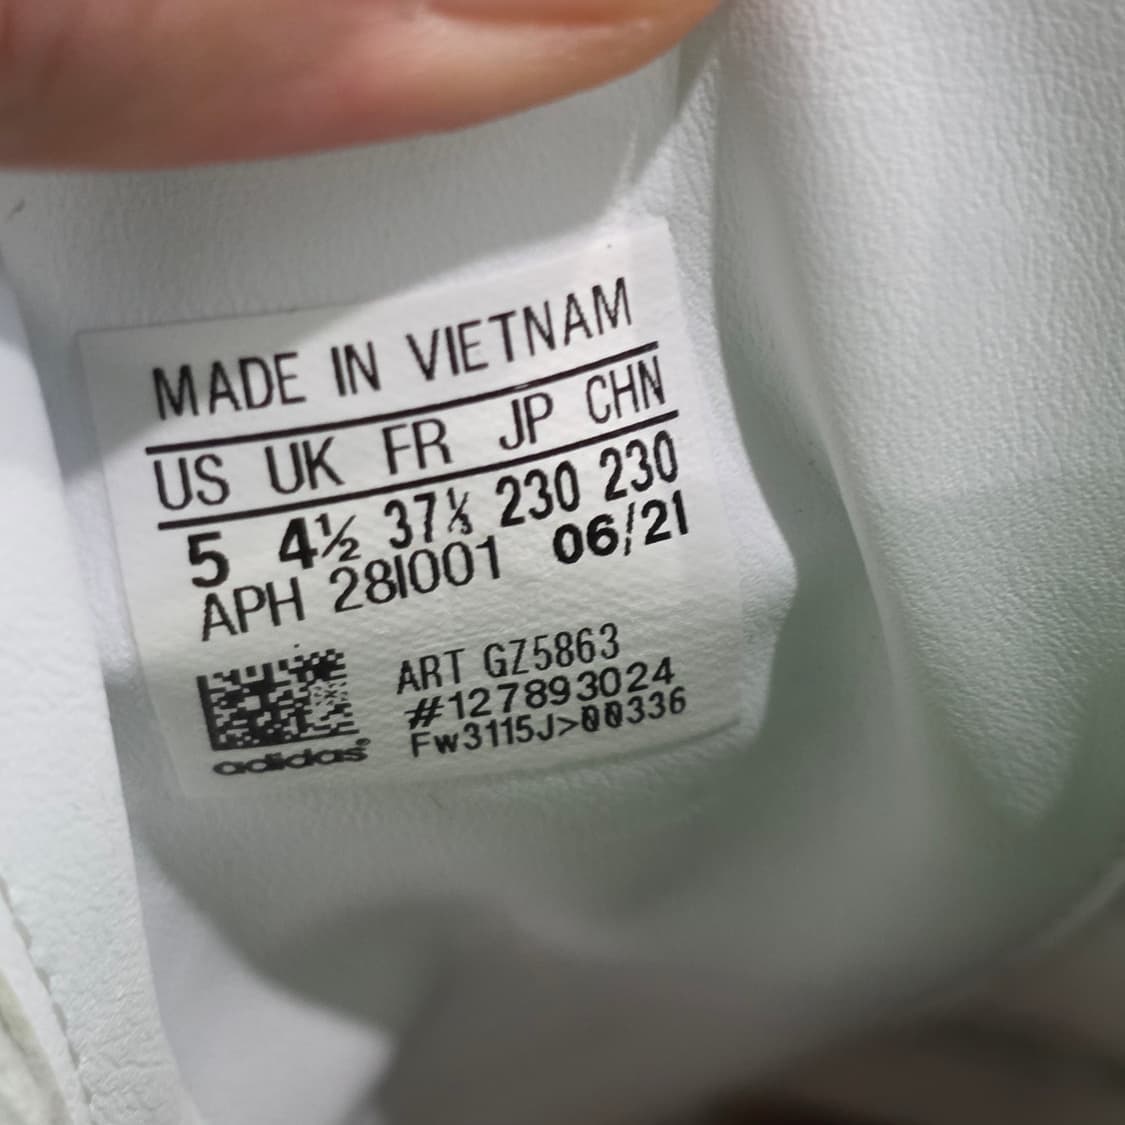 MADE IN VIETNAM
US UK FR JP CHN
5 4½ 37⅓ 230 230
APH 28I001 06/21
ART GZ5863
#127893024
Fw3115J>00336
adidas®